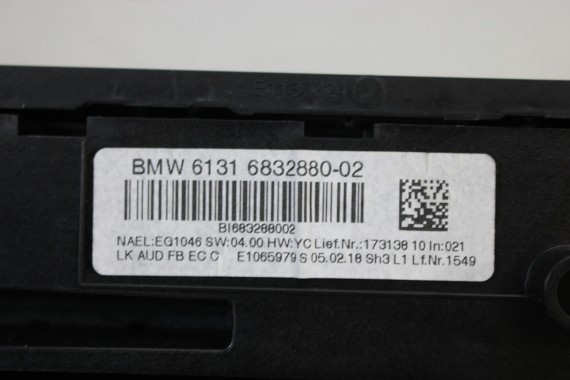 BMW 6131 6832880-02
BI683288002
NAEL:EG1046 SW:04.00 HW:YC Lief.Nr.:173138 10 In:021
LK AUD FB EC C E1065979 S 05.02.18 Sh3 L1 Lf.Nr.1549